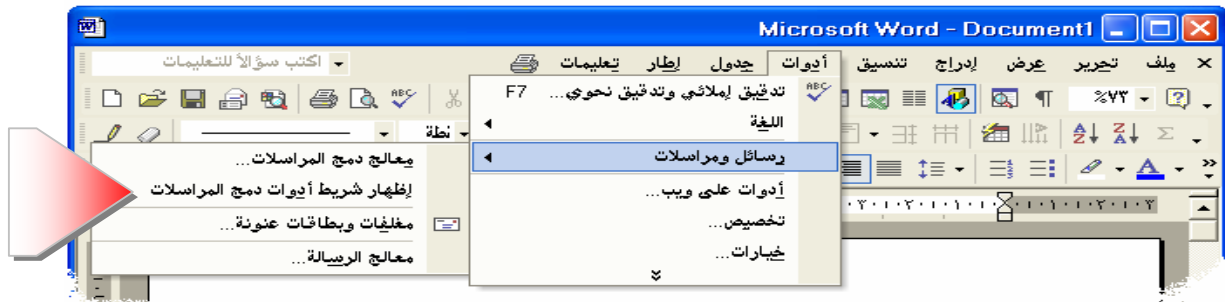 Microsoft Word - Document1
ملف تحرير عرض إدراج تنسيق أدوات جدول إطار تعليمات
اكتب سؤالاً للتعليمات
٪٧٣
نطة
تدقيق إملائي وتدقيق نحوي... F7
اللغة
رسائل ومراسلات
أدوات على ويب...
تخصيص...
خيارات...
معالج دمج المراسلات...
إظهار شريط أدوات دمج المراسلات
مغلفات وبطاقات عنونة...
معالج الرسالة...